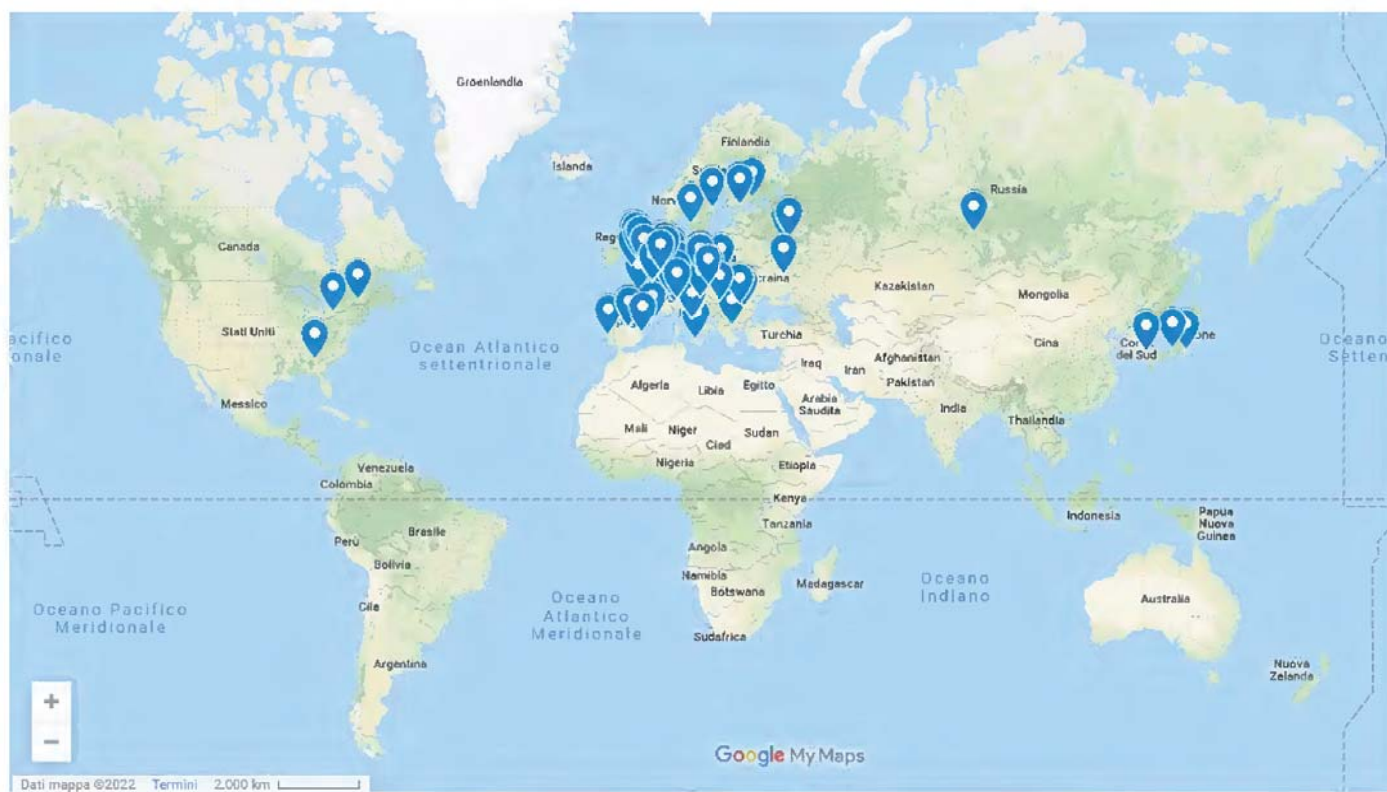 Groenlandia
Finlandia
Islanda
Russia
Canada
Kazakistan
Mongolia
Stati Uniti
Ocean Atlantico
settentrionale
Turchia
Cina
del Sud
Iraq
Iran
Afghanistan
Pakistan
Algeria
Libia
Egitto
Arabia
Saudita
India
Messico
Thailandia
Mali
Niger
Ciad
Sudan
Nigeria
Etiopia
Venezuela
Colombia
Kenya
Indonesia
Papua
Nuova
Guinea
Tanzania
Perù
Brasile
Angola
Bolivia
Namibia
Botswana
Madagascar
Oceano
Indiano
Australia
Oceano Pacifico
Meridionale
Cile
Oceano
Atlantico
Meridionale
Sudafrica
Argentina
Nuova
Zelanda
+
−
Google My Maps
Dati mappa ©2022 Termini 2.000 km